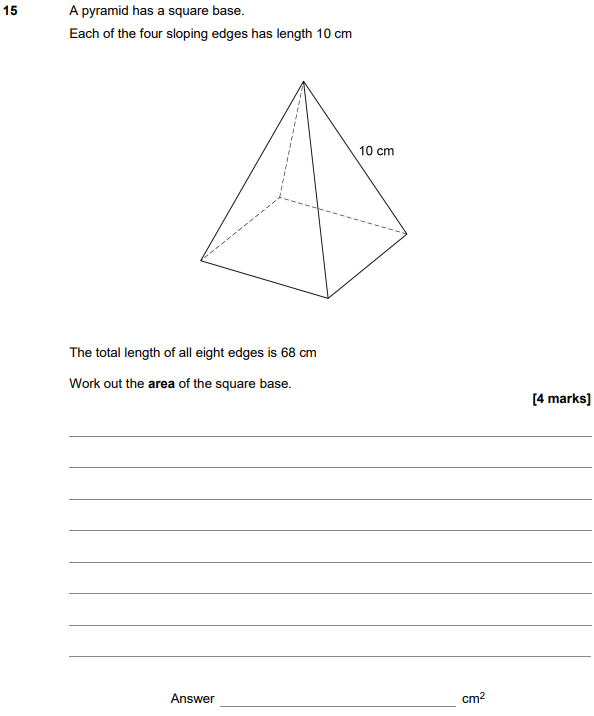 15 A pyramid has a square base.
Each of the four sloping edges has length 10 cm
10 cm
The total length of all eight edges is 68 cm
Work out the area of the square base.
[4 marks]
Answer cm²